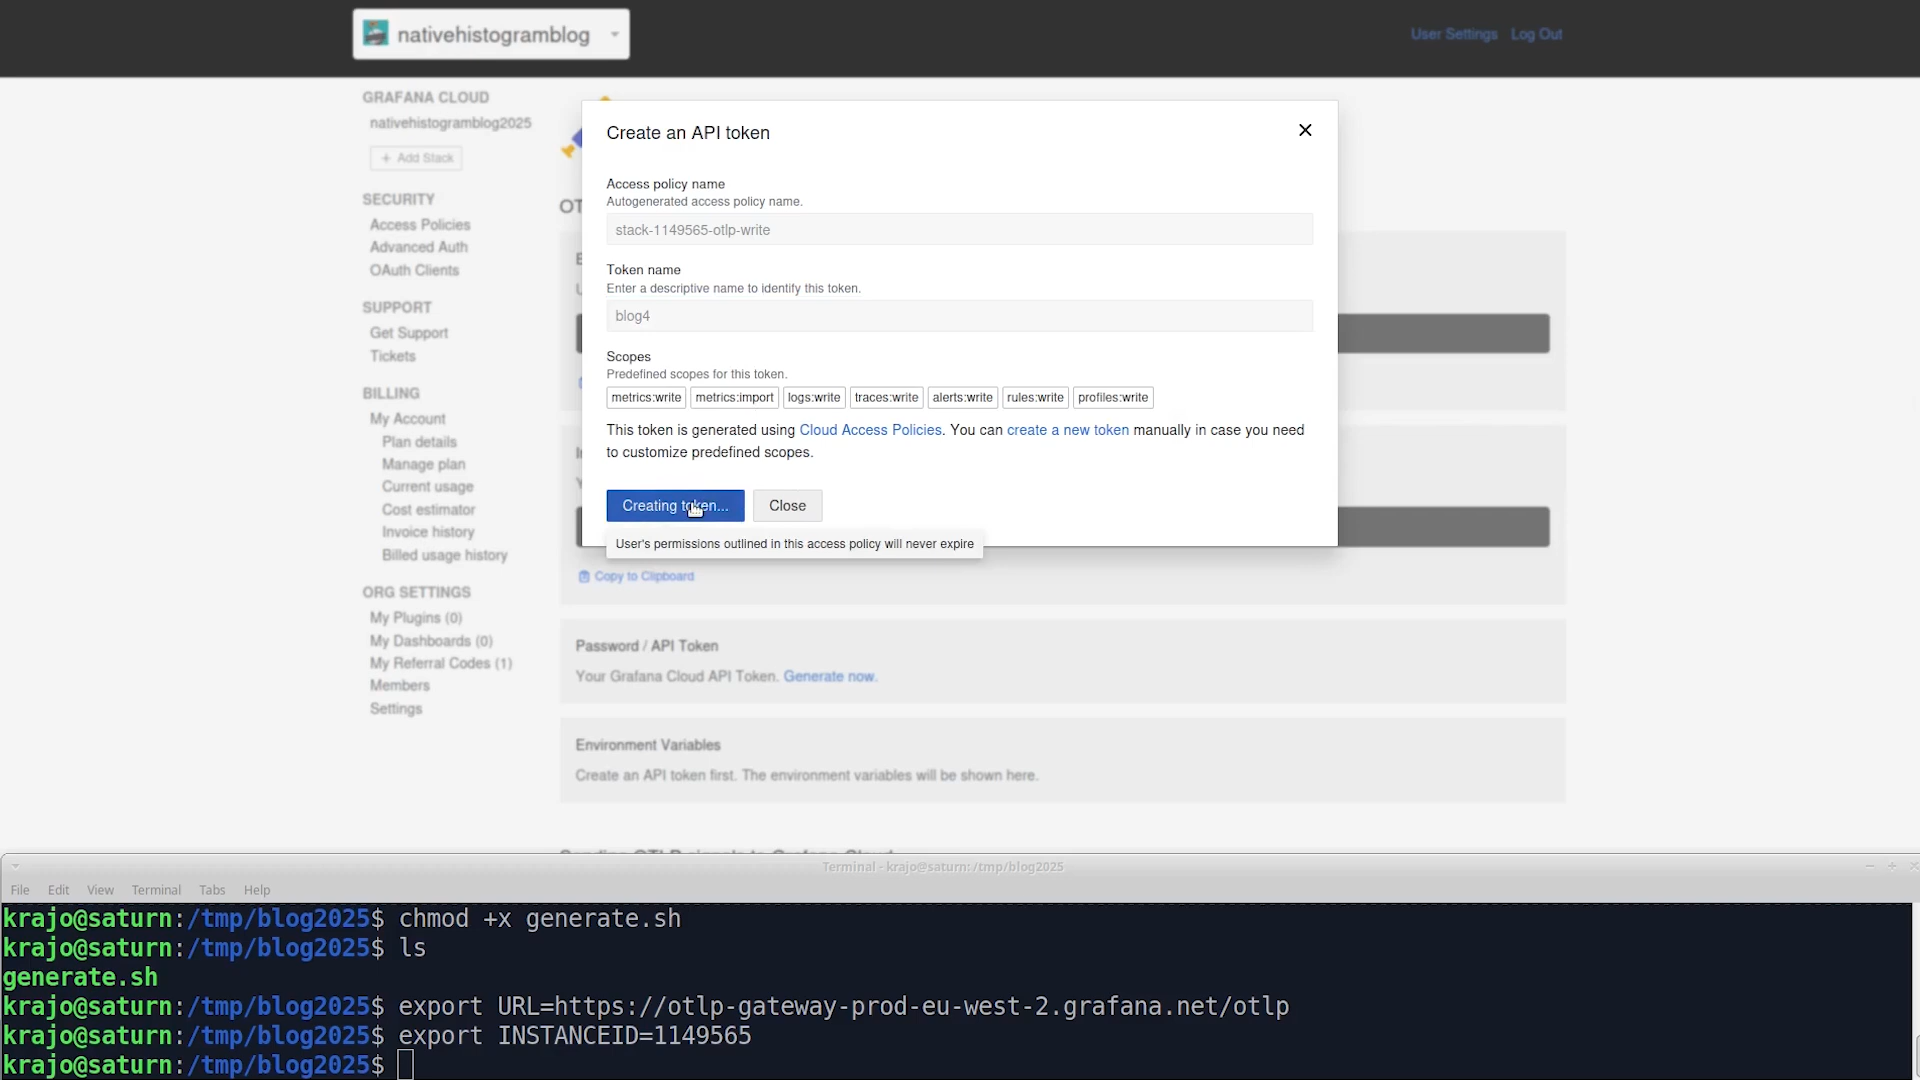 nativehistogramblog
User Settings Log Out
GRAFANA CLOUD
nativehistogramblog2025
+ Add Stack
SECURITY
Access Policies
Advanced Auth
OAuth Clients
SUPPORT
Get Support
Tickets
BILLING
My Account
Plan details
Manage plan
Current usage
Cost estimator
Invoice history
Billed usage history
ORG SETTINGS
My Plugins (0)
My Dashboards (0)
My Referral Codes (1)
Members
Settings
Create an API token
Access policy name
Autogenerated access policy name.
stack-1149565-otlp-write
Token name
Enter a descriptive name to identify this token.
blog4
Scopes
Predefined scopes for this token.
metrics:write metrics:import logs:write traces:write alerts:write rules:write profiles:write
This token is generated using Cloud Access Policies. You can create a new token manually in case you need
to customize predefined scopes.
Creating token... Close
User's permissions outlined in this access policy will never expire
Copy to Clipboard
Password / API Token
Your Grafana Cloud API Token. Generate now.
Environment Variables
Create an API token first. The environment variables will be shown here.
Terminal - krajo@saturn:/tmp/blog2025
File Edit View Terminal Tabs Help
krajo@saturn:/tmp/blog2025$ chmod +x generate.sh
krajo@saturn:/tmp/blog2025$ ls
generate.sh
krajo@saturn:/tmp/blog2025$ export URL=https://otlp-gateway-prod-eu-west-2.grafana.net/otlp
krajo@saturn:/tmp/blog2025$ export INSTANCEID=1149565
krajo@saturn:/tmp/blog2025$